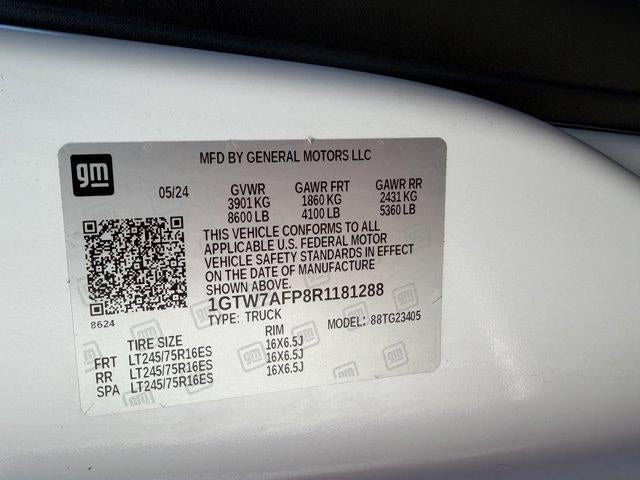 gm
MFD BY GENERAL MOTORS LLC
05/24 GVWR GAWR FRT GAWR RR
3901 KG 1860 KG 2431 KG
8600 LB 4100 LB 5360 LB
THIS VEHICLE CONFORMS TO ALL
APPLICABLE U.S. FEDERAL MOTOR
VEHICLE SAFETY STANDARDS IN EFFECT
ON THE DATE OF MANUFACTURE
SHOWN ABOVE.
1GTW7AFP8R1181288
8624
TYPE: TRUCK MODEL: 88TG23405
TIRE SIZE RIM
FRT LT245/75R16ES 16X6.5J
RR LT245/75R16ES 16X6.5J
SPA LT245/75R16ES 16X6.5J